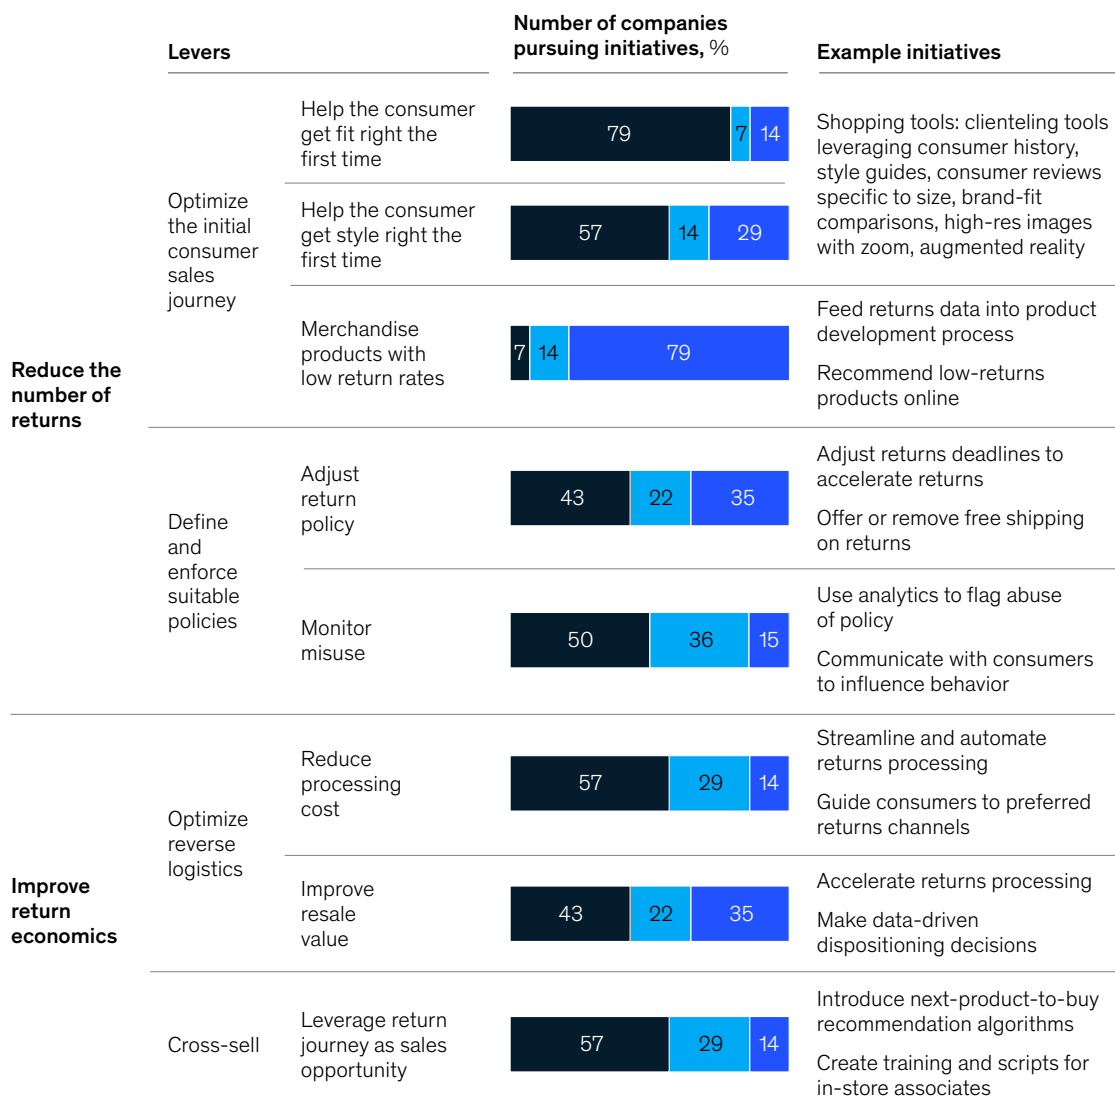 Levers
Number of companies
pursuing initiatives, %
Example initiatives
Reduce the
number of
returns
Optimize
the initial
consumer
sales
journey
Help the consumer
get fit right the
first time
79 7 14
Shopping tools: clienteling tools
leveraging consumer history,
style guides, consumer reviews
specific to size, brand-fit
comparisons, high-res images
with zoom, augmented reality
Help the consumer
get style right the
first time
57 14 29
Merchandise
products with
low return rates
7 14 79
Feed returns data into product
development process
Recommend low-returns
products online
Define
and
enforce
suitable
policies
Adjust
return
policy
43 22 35
Adjust returns deadlines to
accelerate returns
Offer or remove free shipping
on returns
Monitor
misuse
50 36 15
Use analytics to flag abuse
of policy
Communicate with consumers
to influence behavior
Improve
return
economics
Optimize
reverse
logistics
Reduce
processing
cost
57 29 14
Streamline and automate
returns processing
Guide consumers to preferred
returns channels
Improve
resale
value
43 22 35
Accelerate returns processing
Make data-driven
dispositioning decisions
Cross-sell
Leverage return
journey as sales
opportunity
57 29 14
Introduce next-product-to-buy
recommendation algorithms
Create training and scripts for
in-store associates